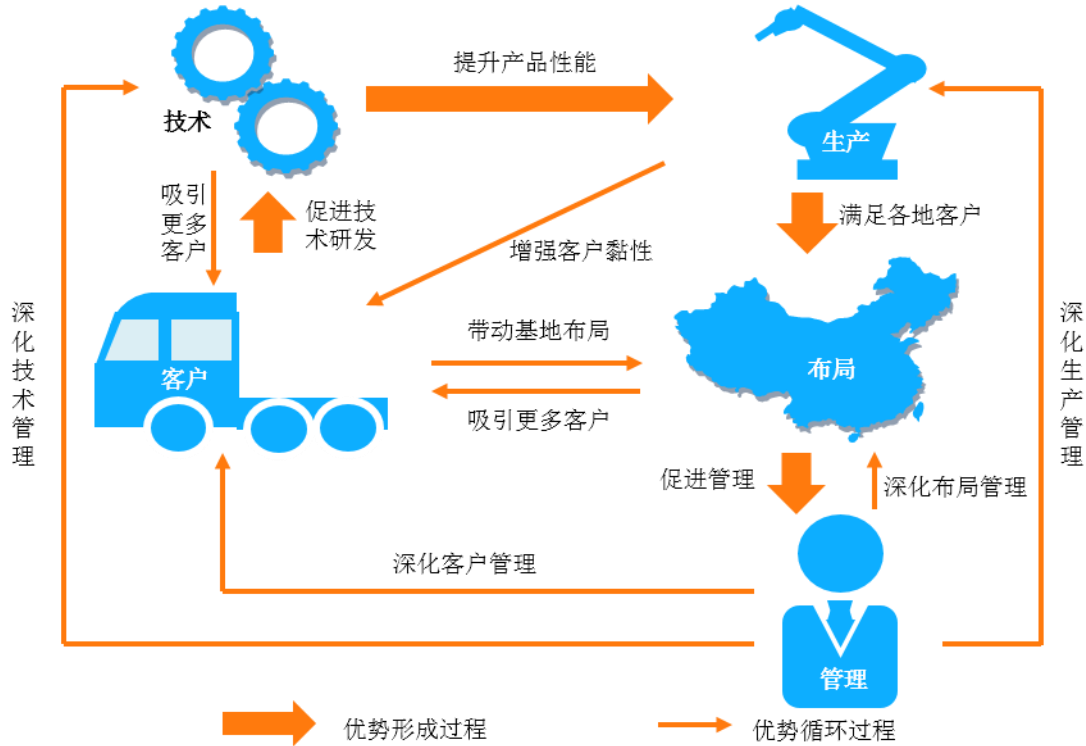 提升产品性能
技术
生产
吸引
更多
客户
促进技
术研发
满足各地客户
增强客户黏性
深化技术管理
深化生产管理
带动基地布局
客户
布局
吸引更多客户
促进管理
深化布局管理
深化客户管理
管理
优势形成过程
优势循环过程